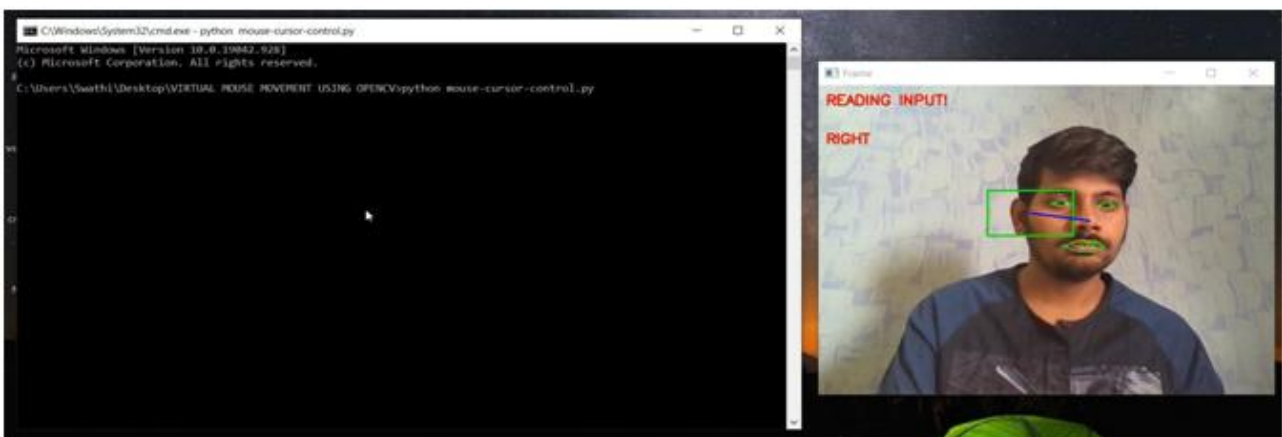 C:\Windows\System32\cmd.exe - python mouse-cursor-control.py
Microsoft Windows [Version 10.0.19042.928]
(c) Microsoft Corporation. All rights reserved.
C:\Users\Swathi\Desktop\VIRTUAL MOUSE MOVEMENT USING OPENCV>python mouse-cursor-control.py
Frame
READING INPUT!
RIGHT